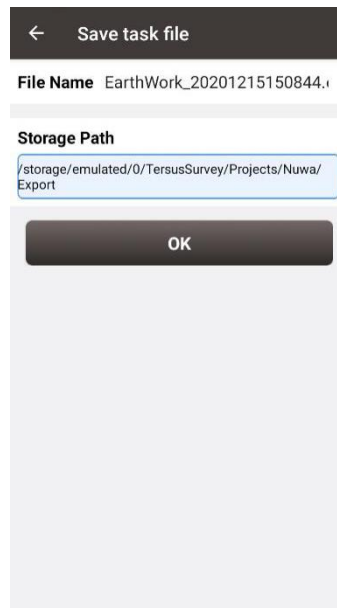 Save task file
File Name EarthWork_20201215150844.
Storage Path
/storage/emulated/0/TersusSurvey/Projects/Nuwa/
Export
OK